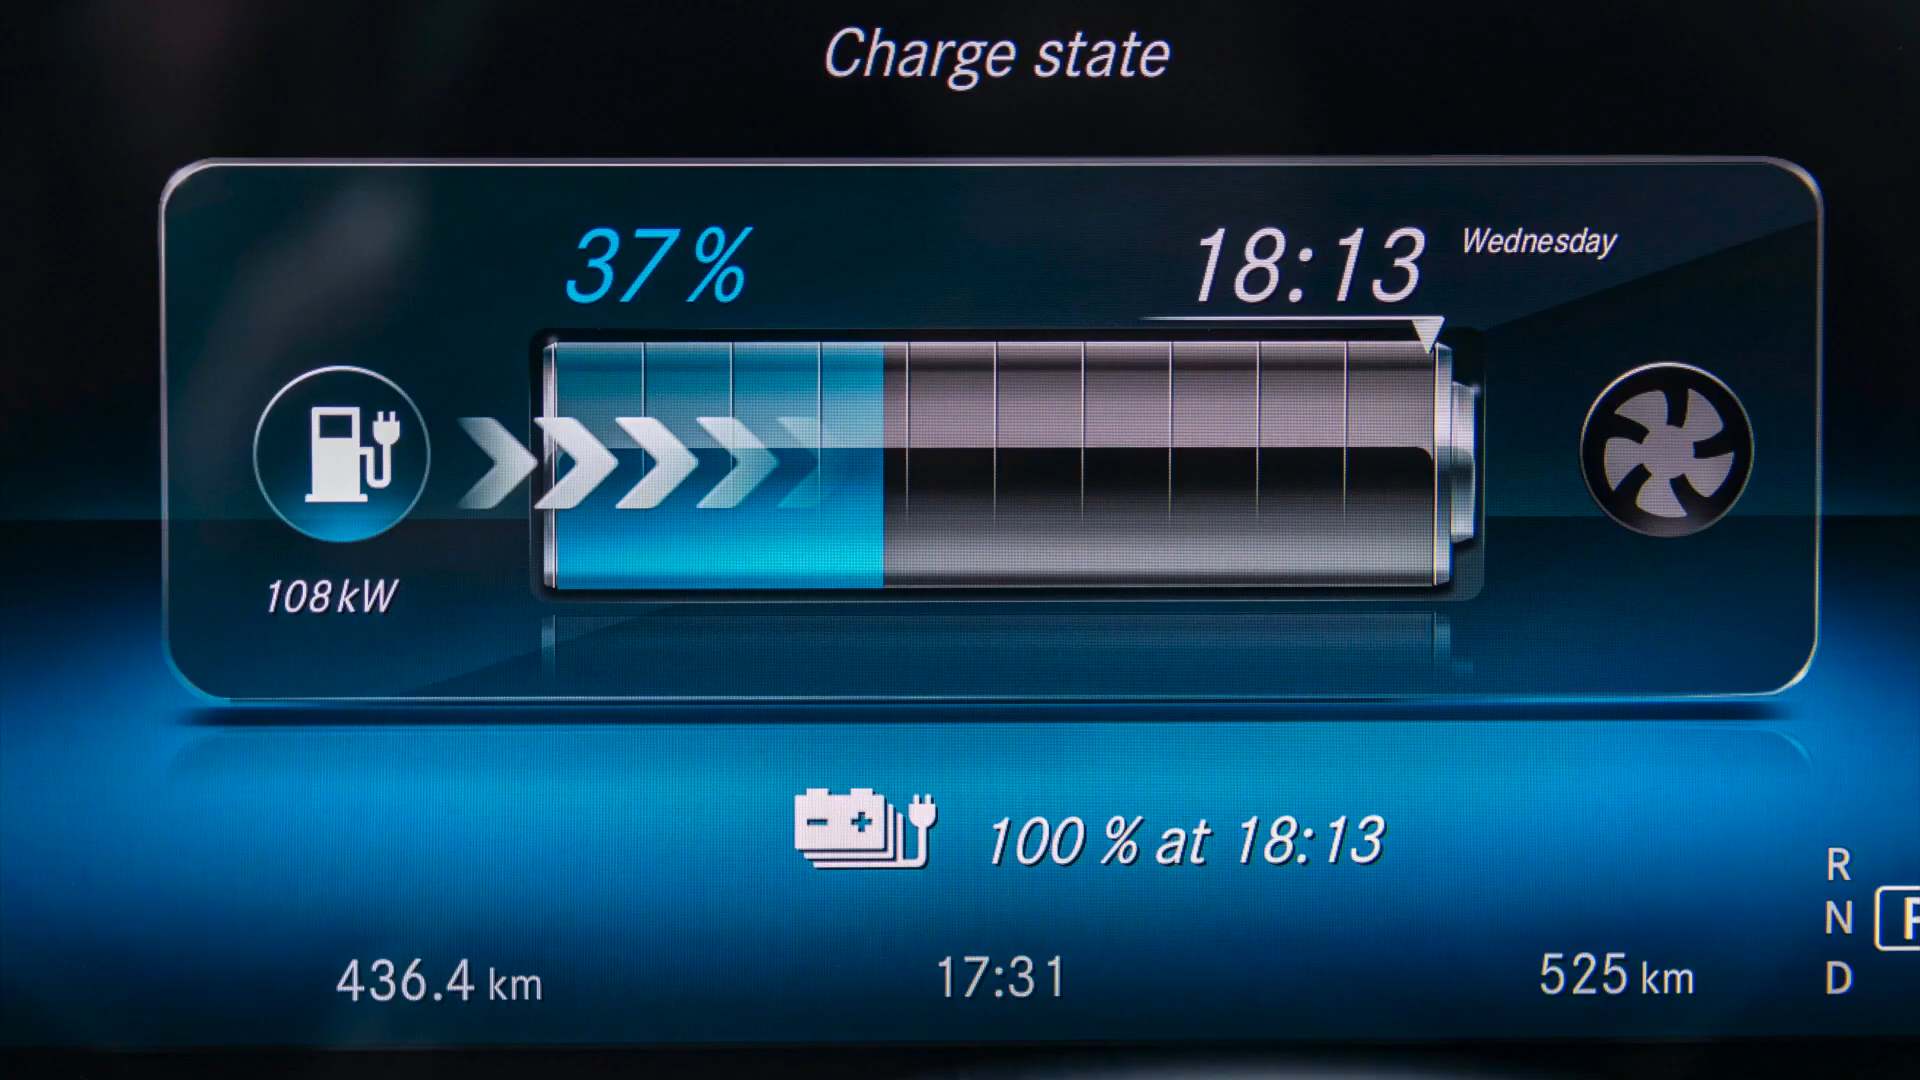 Charge state
37%
18:13 Wednesday
108 kW
100 % at 18:13
R
N
D
436.4 km
17:31
525 km